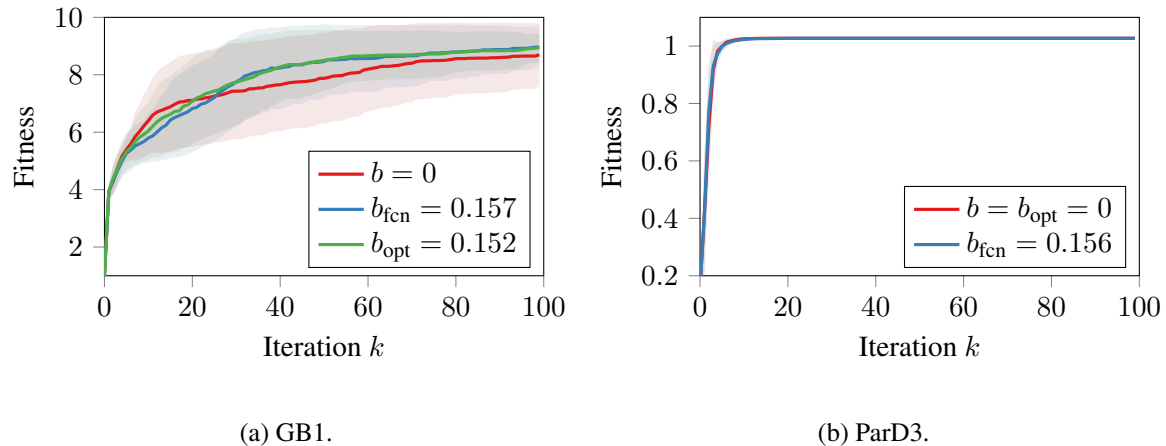 10
8
6
4
2
0 20 40 60 80 100
Fitness
Iteration k
b = 0
b_fcn = 0.157
b_opt = 0.152
(a) GB1.
1
0.8
0.6
0.4
0.2
0 20 40 60 80 100
Fitness
Iteration k
b = b_opt = 0
b_fcn = 0.156
(b) ParD3.